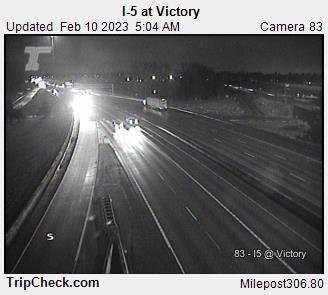 I-5 at Victory
Updated Feb 10 2023 5:04 AM Camera 83
S
83 - I5 @ Victory
TripCheck.com Milepost306.80